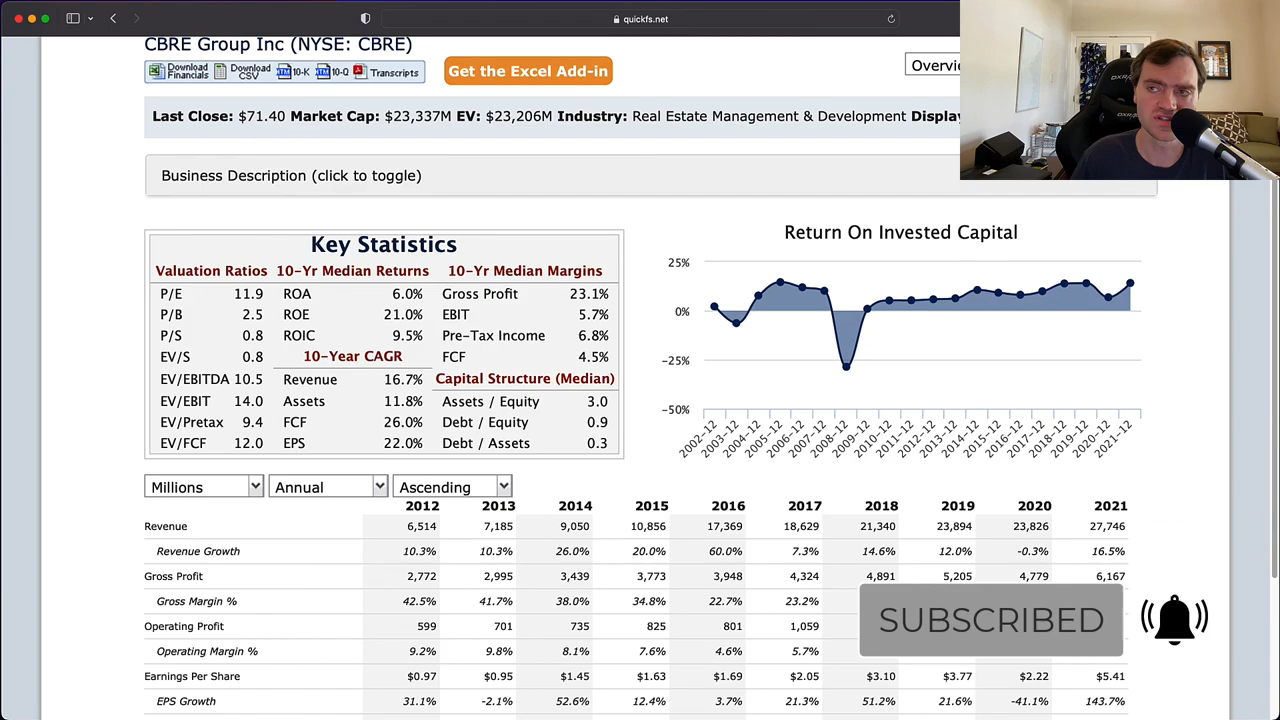 quickfs.net
CBRE Group Inc (NYSE: CBRE)
Download Financials
Download CSV
10-K
10-Q
Transcripts
Get the Excel Add-in
Overvie
Last Close: $71.40 Market Cap: $23,337M EV: $23,206M Industry: Real Estate Management & Development Display
Business Description (click to toggle)
Key Statistics
Valuation Ratios 10-Yr Median Returns 10-Yr Median Margins
P/E 11.9 ROA 6.0% Gross Profit 23.1%
P/B 2.5 ROE 21.0% EBIT 5.7%
P/S 0.8 ROIC 9.5% Pre-Tax Income 6.8%
EV/S 0.8 10-Year CAGR FCF 4.5%
EV/EBITDA 10.5 Revenue 16.7% Capital Structure (Median)
EV/EBIT 14.0 Assets 11.8% Assets / Equity 3.0
EV/Pretax 9.4 FCF 26.0% Debt / Equity 0.9
EV/FCF 12.0 EPS 22.0% Debt / Assets 0.3
Return On Invested Capital
25%
0%
-25%
-50%
2002-12 2003-12 2004-12 2005-12 2006-12 2007-12 2008-12 2009-12 2010-12 2011-12 2012-12 2013-12 2014-12 2015-12 2016-12 2017-12 2018-12 2019-12 2020-12 2021-12
Millions Annual Ascending
2012 2013 2014 2015 2016 2017 2018 2019 2020 2021
Revenue 6,514 7,185 9,050 10,856 17,369 18,629 21,340 23,894 23,826 27,746
Revenue Growth 10.3% 10.3% 26.0% 20.0% 60.0% 7.3% 14.6% 12.0% -0.3% 16.5%
Gross Profit 2,772 2,995 3,439 3,773 3,948 4,324 4,891 5,205 4,779 6,167
Gross Margin % 42.5% 41.7% 38.0% 34.8% 22.7% 23.2%
Operating Profit 599 701 735 825 801 1,059
Operating Margin % 9.2% 9.8% 8.1% 7.6% 4.6% 5.7%
Earnings Per Share $0.97 $0.95 $1.45 $1.63 $1.69 $2.05 $3.10 $3.77 $2.22 $5.41
EPS Growth 31.1% -2.1% 52.6% 12.4% 3.7% 21.3% 51.2% 21.6% -41.1% 143.7%
SUBSCRIBED